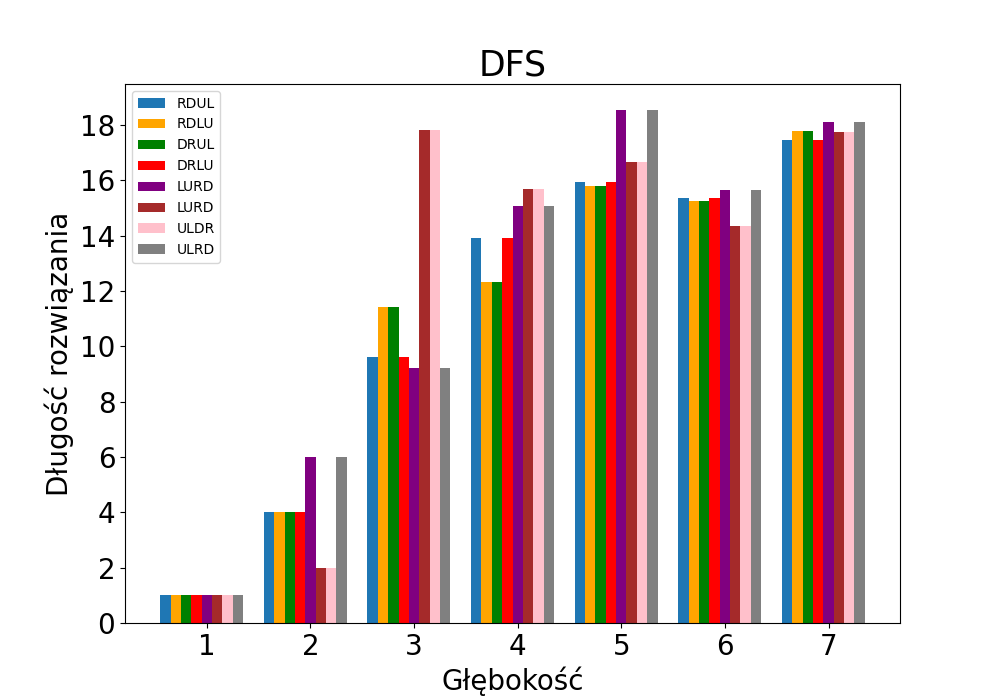 DFS
RDUL
RDLU
DRUL
DRLU
LURD
LURD
ULDR
ULRD
Długość rozwiązania
18
16
14
12
10
8
6
4
2
0
1 2 3 4 5 6 7
Głębokość